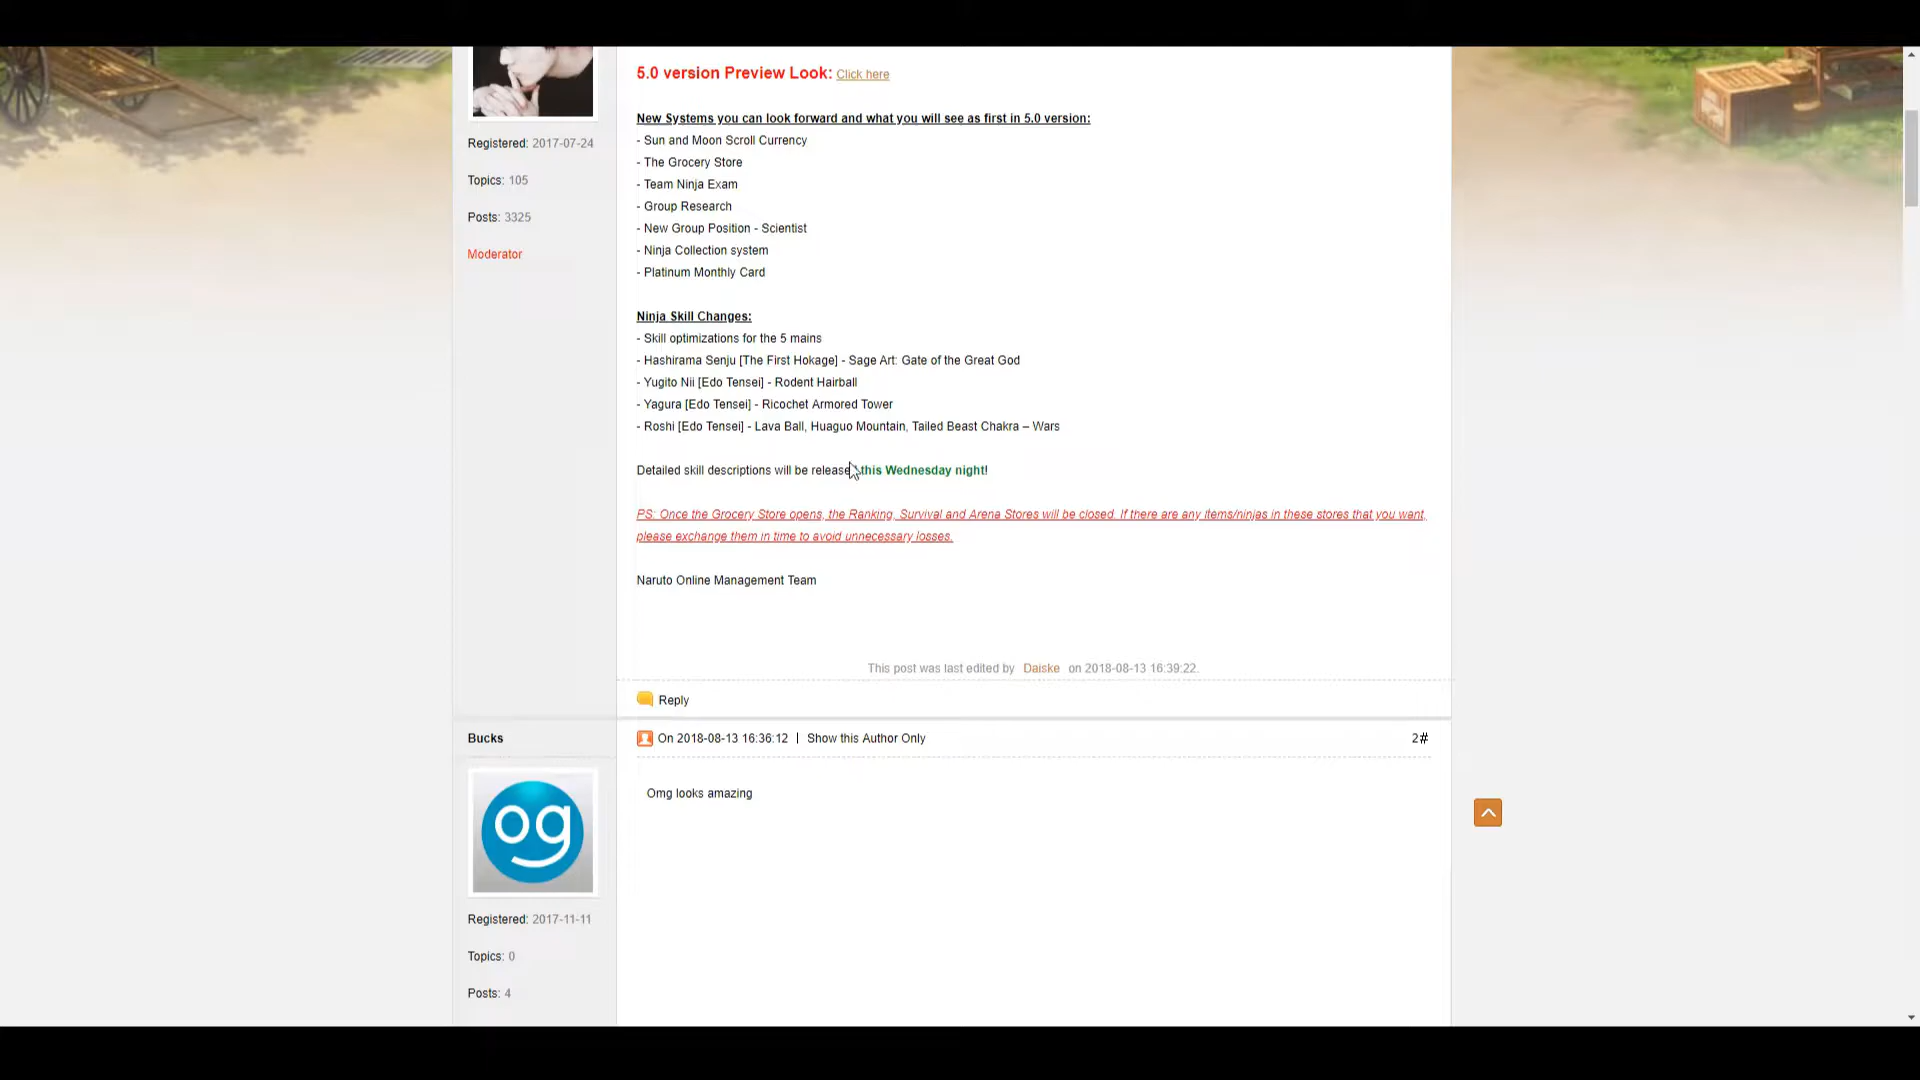 5.0 version Preview Look: Click here
New Systems you can look forward and what you will see as first in 5.0 version:
- Sun and Moon Scroll Currency
- The Grocery Store
- Team Ninja Exam
- Group Research
- New Group Position - Scientist
- Ninja Collection system
- Platinum Monthly Card
Ninja Skill Changes:
- Skill optimizations for the 5 mains
- Hashirama Senju [The First Hokage] - Sage Art: Gate of the Great God
- Yugito Nii [Edo Tensei] - Rodent Hairball
- Yagura [Edo Tensei] - Ricochet Armored Tower
- Roshi [Edo Tensei] - Lava Ball, Huaguo Mountain, Tailed Beast Chakra – Wars
Detailed skill descriptions will be released this Wednesday night!
PS: Once the Grocery Store opens, the Ranking, Survival and Arena Stores will be closed. If there are any items/ninjas in these stores that you want,
please exchange them in time to avoid unnecessary losses.
Naruto Online Management Team
This post was last edited by Daiske on 2018-08-13 16:39:22.
Reply
Registered: 2017-07-24
Topics: 105
Posts: 3325
Moderator
Bucks
On 2018-08-13 16:36:12 | Show this Author Only
2#
Omg looks amazing
og
Registered: 2017-11-11
Topics: 0
Posts: 4